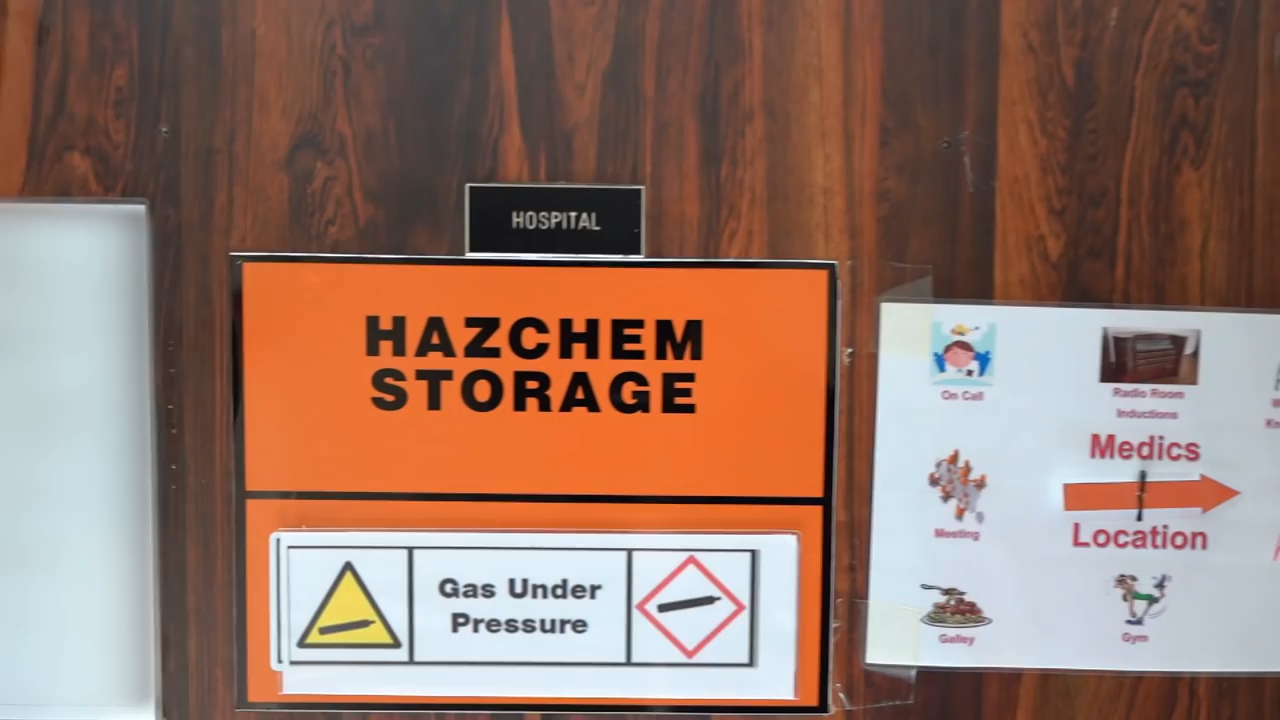 HOSPITAL
HAZCHEM
STORAGE
Gas Under
Pressure
On Call
Radio Room
Inductions
Medics
Location
Meeting
Galley
Gym